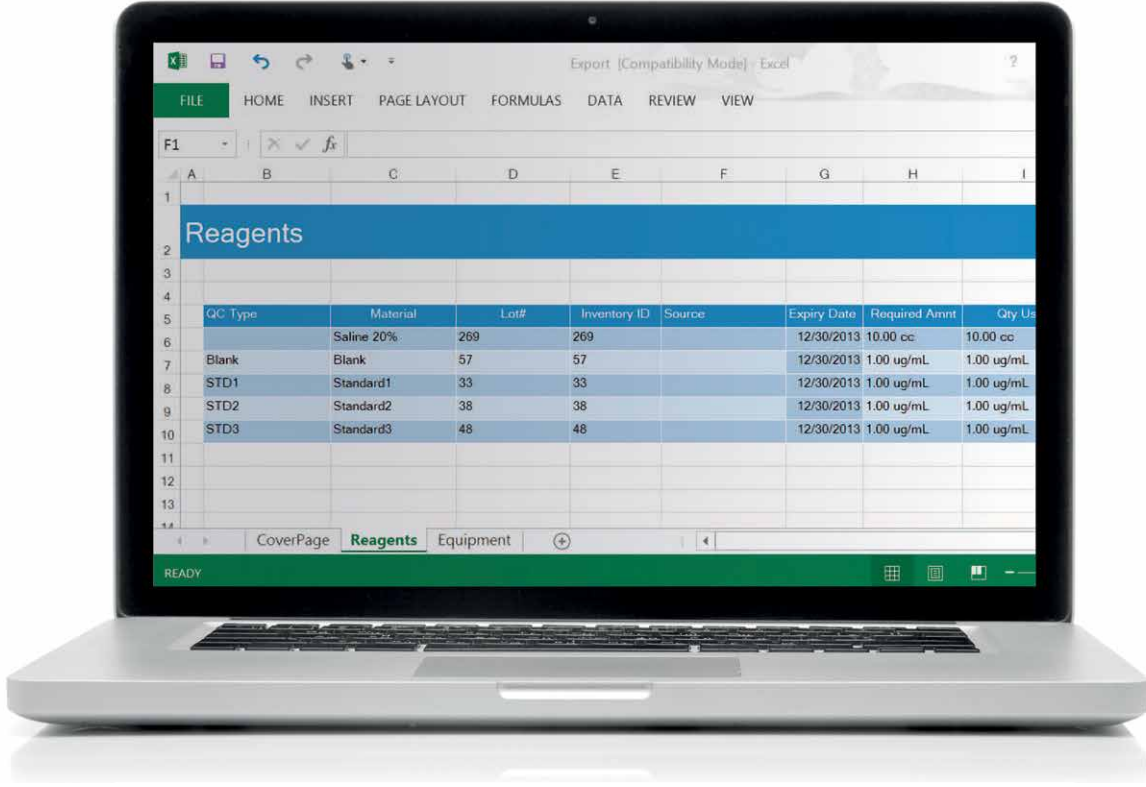 Export [Compatibility Mode] - Excel ?
FILE HOME INSERT PAGE LAYOUT FORMULAS DATA REVIEW VIEW
F1 fx
A B C D E F G H I
1
2 Reagents
3
4
5 QC Type Material Lot# Inventory ID Source Expiry Date Required Amnt Qty Us
6 Saline 20% 269 269 12/30/2013 10.00 cc 10.00 cc
7 Blank Blank 57 57 12/30/2013 1.00 ug/mL 1.00 ug/mL
8 STD1 Standard1 33 33 12/30/2013 1.00 ug/mL 1.00 ug/mL
9 STD2 Standard2 38 38 12/30/2013 1.00 ug/mL 1.00 ug/mL
10 STD3 Standard3 48 48 12/30/2013 1.00 ug/mL 1.00 ug/mL
11
12
13
14
CoverPage Reagents Equipment
READY